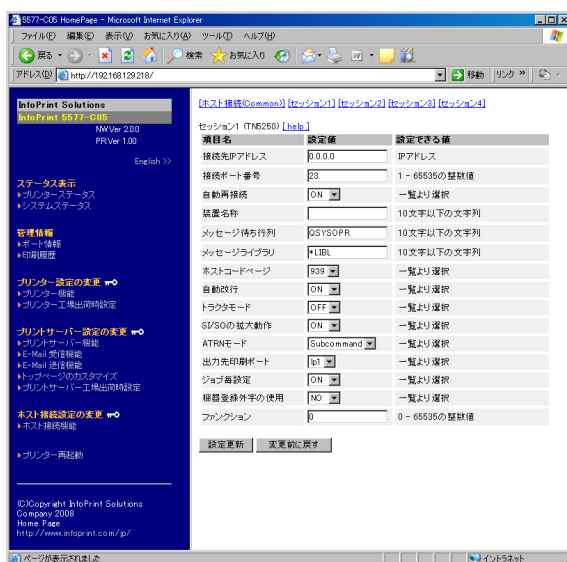 5577-C05 HomePage - Microsoft Internet Explorer
ファイル(F) 編集(E) 表示(V) お気に入り(A) ツール(T) ヘルプ(H)
戻る 検索 お気に入り
アドレス(D) http://192.168.129.218/ 移動 リンク »
InfoPrint Solutions
InfoPrint 5577-C05
NW.Ver 2.0.0
PR.Ver 1.00
English >>
ステータス表示
プリンターステータス
システムステータス
管理情報
ポート情報
印刷履歴
プリンター設定の変更
プリンター機能
プリンター工場出荷時設定
プリントサーバー設定の変更
プリントサーバー機能
E-Mail 受信機能
E-Mail 送信機能
トップページのカスタマイズ
プリントサーバー工場出荷時設定
ホスト接続設定の変更
ホスト接続機能
プリンター再起動
(C)Copyright InfoPrint Solutions
Company 2008
Home Page
http://www.infoprint.com/jp/
[ホスト接続(Common)] [セッション1] [セッション2] [セッション3] [セッション4]
セッション1 (TN5250) [help]
項目名 設定値 設定できる値
接続先IPアドレス 0.0.0.0 IPアドレス
接続ポート番号 23 1 - 65535の整数値
自動再接続 ON 一覧より選択
装置名称 10文字以下の文字列
メッセージ待ち行列 QSYSOPR 10文字以下の文字列
メッセージライブラリ *LIBL 10文字以下の文字列
ホストコードページ 939 一覧より選択
自動改行 ON 一覧より選択
トラクタモード OFF 一覧より選択
SI/SOの拡大動作 ON 一覧より選択
ATRNモード Subcommand 一覧より選択
出力先印刷ポート lp1 一覧より選択
ジョブ毎設定 ON 一覧より選択
機器登録外字の使用 NO 一覧より選択
ファンクション 0 0 - 65535の整数値
設定更新 変更前に戻す
ページが表示されました イントラネット